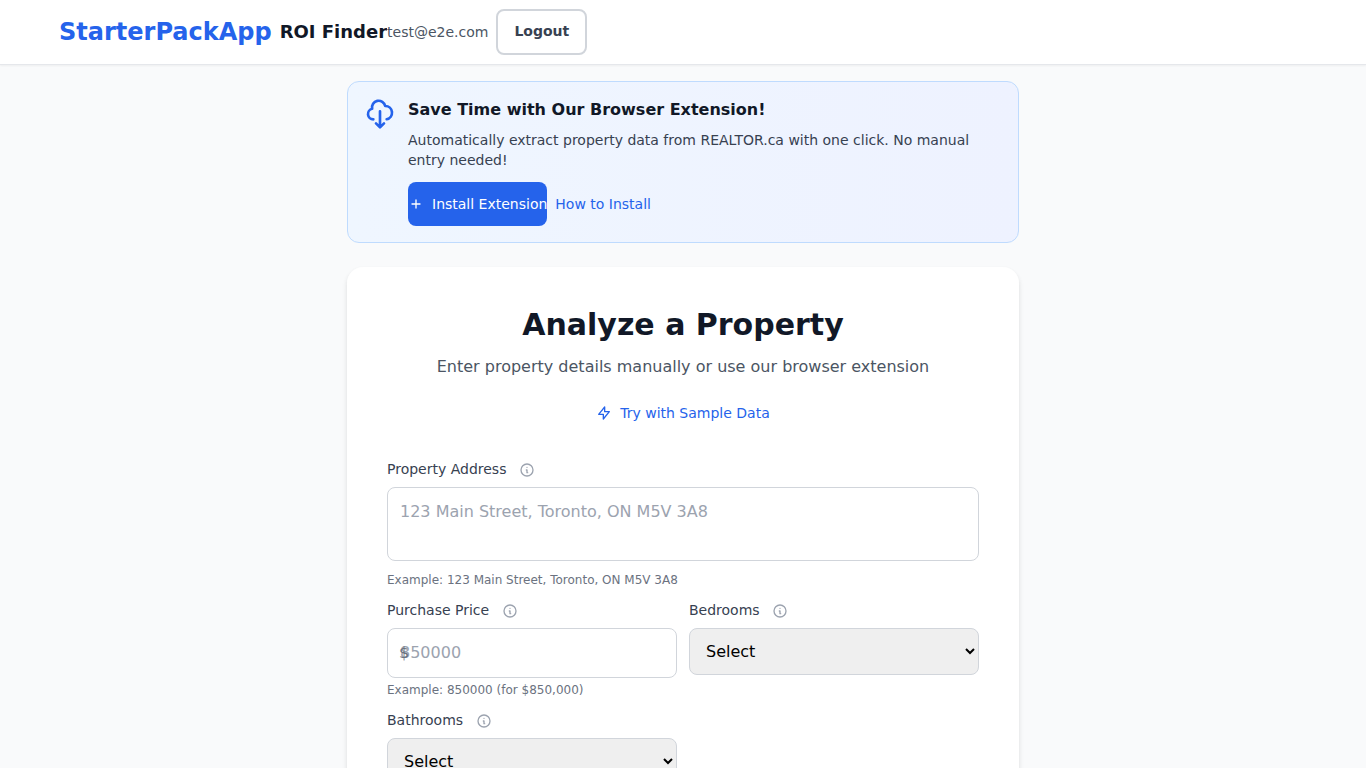 StarterPackApp ROI Finder test@e2e.com Logout
Save Time with Our Browser Extension!
Automatically extract property data from REALTOR.ca with one click. No manual
entry needed!
+ Install Extension How to Install
Analyze a Property
Enter property details manually or use our browser extension
Try with Sample Data
Property Address
123 Main Street, Toronto, ON M5V 3A8
Example: 123 Main Street, Toronto, ON M5V 3A8
Purchase Price Bedrooms
$850000 Select
Example: 850000 (for $850,000)
Bathrooms
Select